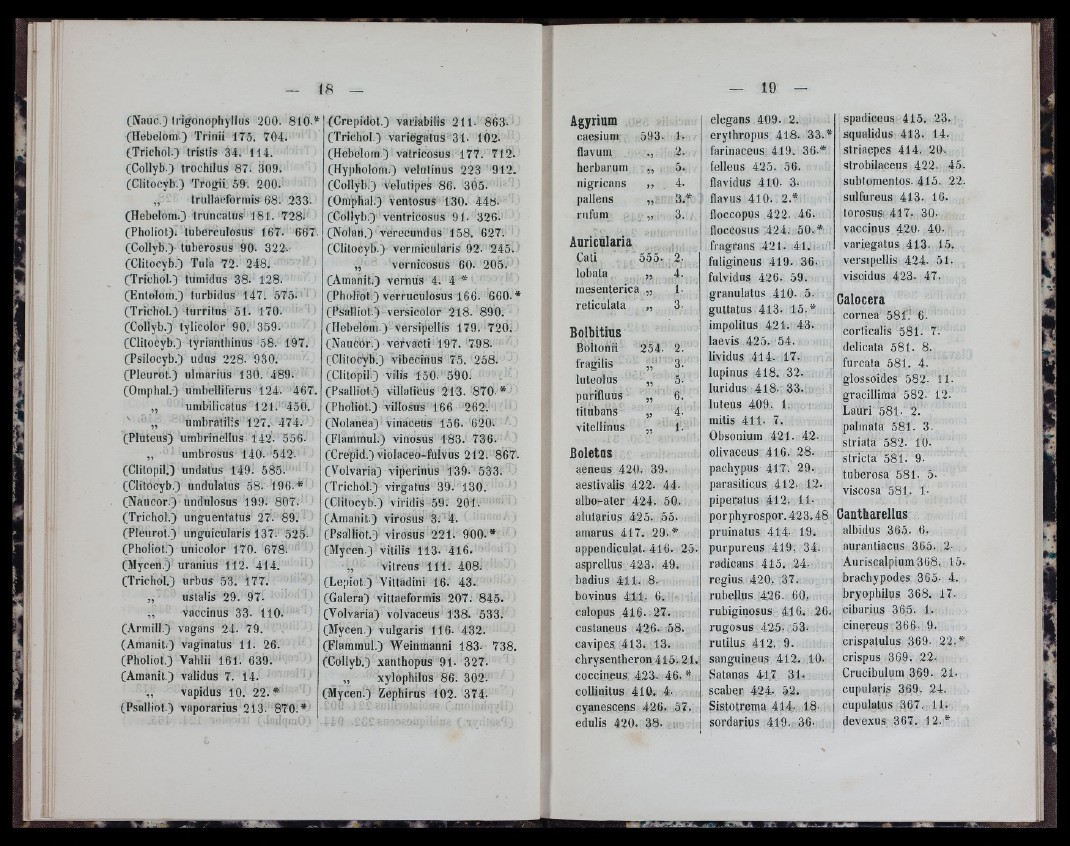 — 18 —
(Nauc.) trigonophyllus 200. 810.*
(Hebelom.) Trinii 175. 704.
(Trichol.) tristis 34. 114.
(Collyb.) trochilus 87. 309.
(Clitocyb.) Trogii 59. 200.
„ trullaeformis 68. 233.
(Hebelom.) truncatus 181. 728.
(Pholiot). tuberculosus 167. 667.
(Collyb.) tuberosus 90. 322.
(Clitocyb.) Tula 72. 248.
(Trichol.) tumidus 38. 128.
(Entolom.) turbidus 147. 575.
(Trichol.) turritus 51. 170.
(Collyb.) tylicolor 90. 359.
(Clitocyb.) tyrianthinus 58. 197.
(Psilocyb.) udus 228. 930.
(Pleurot.) ulmarius 130. 489.
(Omphal.) umbelliferus 124. 467.
„ umbilicatus 121. 450.
„ umbratilis 127. 474.
(Pluteus) umbrinellus 142. 556.
„ umbrosus 140. 542.
(Clitopil.) undatus 149. 585.
(Clitocyb.) undulatus 58. 196.*
(Naucor.) undulosus 199. 807.
(Trichol.) unguentatus 27. 89.
(Pleurot.) unguicularis 137. 525.
(Pholiot.) unicolor 170. 678.
(Mycen.) uranius 112. 414.
(Trichol.) urbus 53. 177.
„ ustalis 29. 97.
„ vaccinus 33. 110.
(Armill.) vagans 24. 79.
(Amanit.) vaginatus 11. 26.
(Pholiot.) Vahlii 161. 639.
(Amanit.) validus 7. 14.
„ vapidus 10. 22.*
(Psalliot.) vaporarius 213. 870.*
(Crepidot.) variabilis 211. 863.
(Trichol.) variegatus 31. 102.
(Hebelom.) vatricosus 177. 712.
(Hypholom.) velutinus 223 912.
(Collyb.) velutipes 86. 305.
(Omphal.) ventosus 130. 448.
(Collyb.) ventricosus 91. 326.
(Nolan.) verecundus 158. 627.
(Clitocyb.) vermicularis 92. 245.
„ vernicosus 60. 205.
(Amanit.) vernus 4. 4 *
(Pholiot.) verruculosus 166. 660.*
(Psalliot.) versicolor 218. 890.
(Hebelom.) versipellis 179. 720.
(Naucor.) vervacti 197. 798.
(Clitocyb.) vibecinus 75. 258.
(Clitopil.) vilis 150. 590.
(Psalliot.) villaticus 213. 870.*
(Pholiot.) villosus 166 262.
(Nolanea) vinaceus 156. 620.
(Flammul.) vinosus 183. 736.
(Crepid.) violaceo-fulvus 212. 867.
(Volvaria) viperinus 139. 533.
(Trichol.) virgatus 39. 130.
(Clitocyb.) viridis 59. 201.
(Amanit.) virosus 3. 4.
(Psalliot.) virosus 221. 900.*
(Mycen.) vitilis 113. 416.
„ vitreus 111. 408.
(Lepiot.) Vittadini 16. 43.
(Galera) vittaeformis 207. 845.
(Volvaria) volvaceus 138. 533.
(Mycen.) vulgaris 116. 432.
(Flammul.) Weinmanni 183. 738.
(Collyb.) xanthopus 91. 327.
„ xylophilus 86. 302.
(Mycen.) Zephirus 102. 374.
— 19 —
Agyrium
caesium 593. 1.
flavum „ 2.
herbarum „ 5.
nigricans „ 4.
pallens „ 3.*
rufum „ 3.
Auricularia
Cati 555. 2.
lobata „ 4.
mesenterica „ 1.
reticulata „ 3.
Bolbitius
Boltonii 254. 2.
fragilis „ 3.
luteolus „ 5.
purifluus „ 6.
titubans „ 4.
vitellinus „ 1.
Boletus
aeneus 420. 39.
aestivalis 422. 44.
albo-ater 424. 50.
alutarius 425. 55.
amarus 417. 29.*
appendiculat. 416. 25.
asprellus 423. 49.
badius 411. 8.
bovinus 411. 6.
calopus 416. 27.
castaneus 426. 58.
cavipes 413. 13.
chrysentheron 415. 21.
coccineus 423. 46.*
collinitus 410. 4.
cyanescens 426. 57.
edulis 420. 38.
elegans 409. 2.
erythropus 418. 33.*
farinaceus 419. 36.*
felleus 425. 56.
flavidus 410. 3.
flavus 410. 2.*
floccopus 422. 46.
floccosus 424. 50.*
fragrans 421. 41.
fuligineus 419. 36.
fulvidus 426. 59.
granulatus 410. 5.
guttatus 413. 15.*
impolitus 421. 43.
laevis 425. 54.
lividus 414. 17.
lupinus 418. 32.
luridus 418. 33.
luteus 409. 1.
mitis 411. 7.
Obsonium 421. 42.
olivaceus 416. 28.
pachypus 417. 29.
parasiticus 412. 12.
piperatus 412. 11.
porphyrospor. 423. 48
pruinatus 414. 19.
purpureus 419. 34.
radicans 415. 24.
regius 420. 37.
rubellus 426. 60.
rubiginosus 416. 26.
rugosus 425. 53.
rutilus 412. 9.
sanguineus 412. 10.
Satanas 417 31.
scaber 424. 52.
Sistotrema 414. 18.
sordarius 419. 36.
spadiceus 415. 23.
squalidus 413. 14.
striaepes 414. 20.
strobilaceus 422. 45.
subtomentos. 415. 22.
sulfureus 413. 16.
torosus 417. 30.
vaccinus 420. 40.
variegatus 413. 15.
versipellis 424. 51.
viscidus 423. 47.
Calocera
cornea 581. 6.
corticalis 581. 7.
delicata 581. 8.
furcata 581. 4.
glossoides 582. 11.
gracillima 582. 12.
Lauri 581. 2.
palmata 581. 3.
striata 582. 10.
stricta 581. 9.
tuberosa 581. 5.
viscosa 581. 1.
Cantharellus
albidus 365. 6.
aurantiacus 365. 2.
Auriscalpium 368. 15.
brachypodes 365. 4.
bryophilus 368. 17.
cibarius 365. 1.
cinereus 366. 9.
crispatulus 369. 22.*
crispus 369. 22.
Crucibulum 369. 21.
cupularis 369. 24.
cupulatus 367. 11.
devexus 367. 12.*